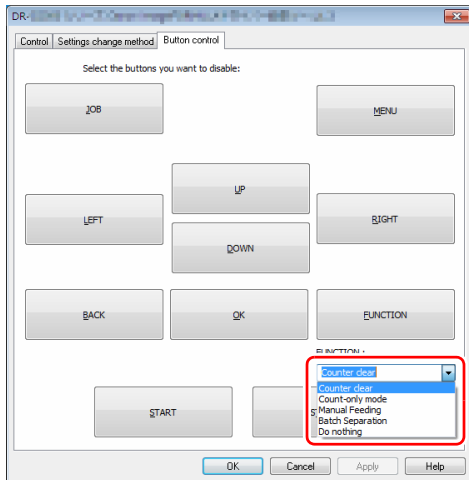 DR-
Control Settings change method Button control
Select the buttons you want to disable:
JOB
MENU
UP
LEFT
RIGHT
DOWN
BACK
OK
FUNCTION
FUNCTION :
Counter clear
Counter clear
Count-only mode
Manual Feeding
Batch Separation
Do nothing
START
OK Cancel Apply Help